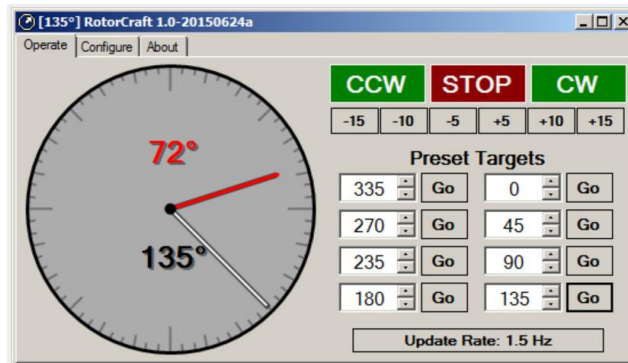 [135°] RotorCraft 1.0-20150624a
Operate Configure About
CCW STOP CW
-15 -10 -5 +5 +10 +15
72°
135°
Preset Targets
335 Go 0 Go
270 Go 45 Go
235 Go 90 Go
180 Go 135 Go
Update Rate: 1.5 Hz